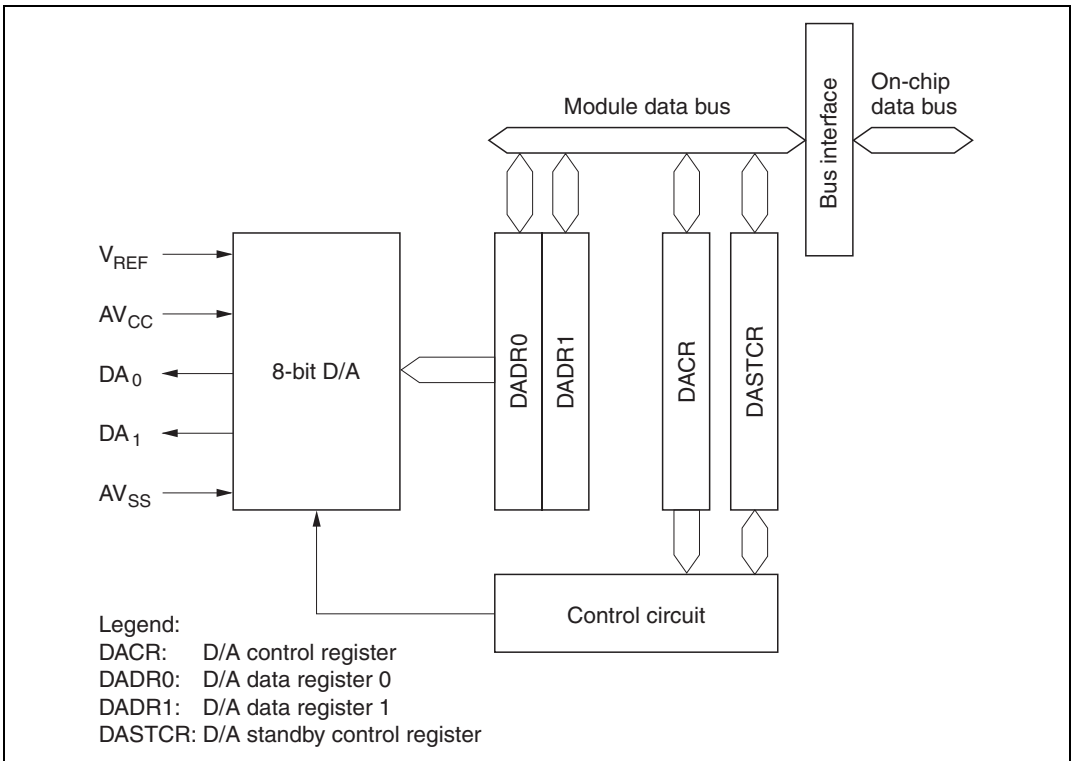 Module data bus
On-chip
data bus
Bus interface
VREF
AVCC
DA0
DA1
AVSS
8-bit D/A
DADR0
DADR1
DACR
DASTCR
Control circuit
Legend:
DACR: D/A control register
DADR0: D/A data register 0
DADR1: D/A data register 1
DASTCR: D/A standby control register